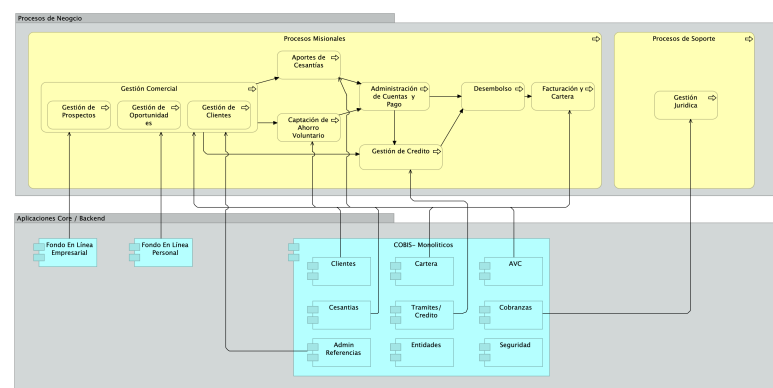 Procesos de Neogcio
Procesos Misionales
Procesos de Soporte
Aportes de
Cesantías
Gestión Comercial
Administración
de Cuentas y
Pago
Desembolso
Facturación y
Cartera
Gestión de
Prospectos
Gestión de
Oportunidad
es
Gestión de
Clientes
Captación de
Ahorro
Voluntario
Gestión de Credito
Gestión
Juridica
Aplicaciones Core / Backend
Fondo En Línea
Empresarial
Fondo En Línea
Personal
COBIS- Monolíticos
Clientes
Cartera
AVC
Cesantias
Tramites/
Credito
Cobranzas
Admin
Referencias
Entidades
Seguridad